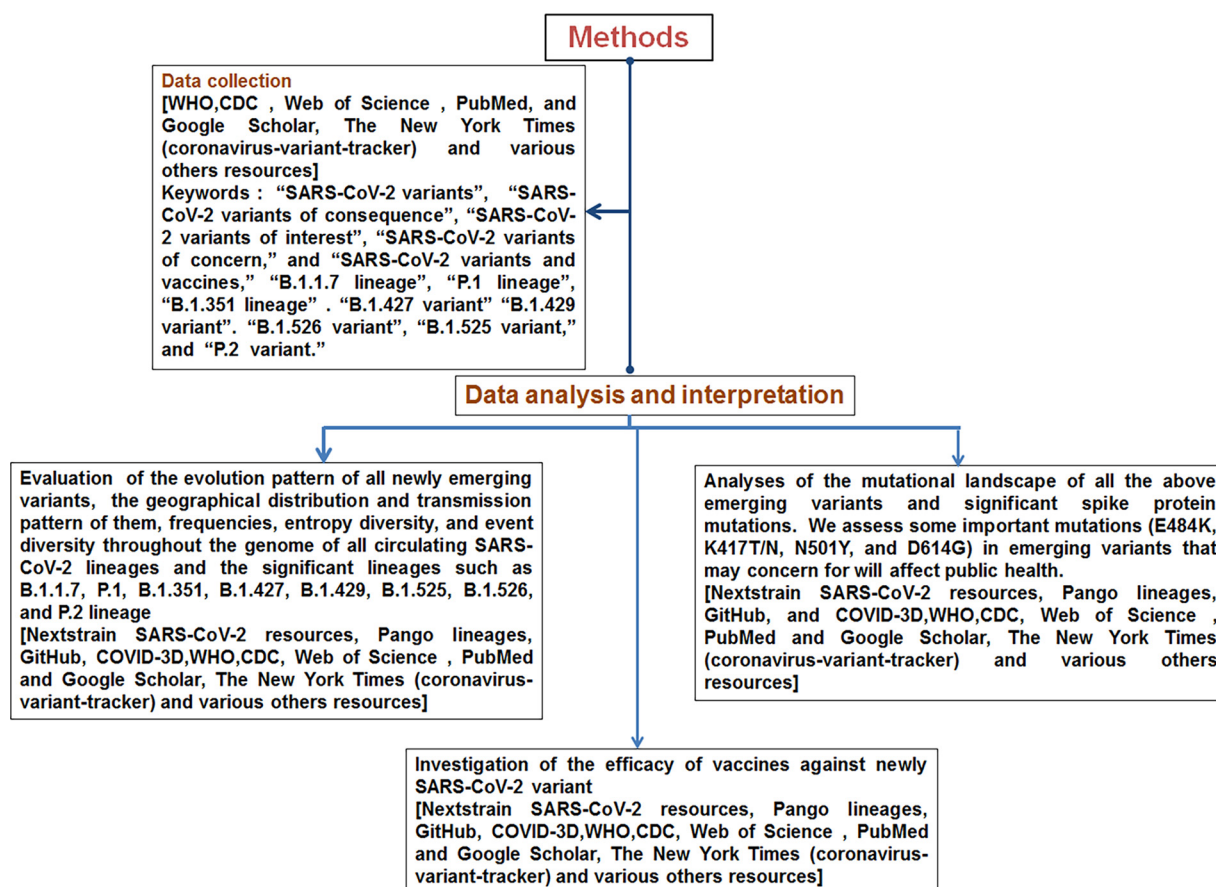 Methods
Data collection
[WHO,CDC , Web of Science , PubMed, and
Google Scholar, The New York Times
(coronavirus-variant-tracker) and various
others resources]
Keywords : “SARS-CoV-2 variants”, “SARS-
CoV-2 variants of consequence”, “SARS-CoV-
2 variants of interest”, “SARS-CoV-2 variants
of concern,” and “SARS-CoV-2 variants and
vaccines,” “B.1.1.7 lineage”, “P.1 lineage”,
“B.1.351 lineage” . “B.1.427 variant” “B.1.429
variant”. “B.1.526 variant”, “B.1.525 variant,”
and “P.2 variant.”
Data analysis and interpretation
Evaluation of the evolution pattern of all newly emerging
variants, the geographical distribution and transmission
pattern of them, frequencies, entropy diversity, and event
diversity throughout the genome of all circulating SARS-
CoV-2 lineages and the significant lineages such as
B.1.1.7, P.1, B.1.351, B.1.427, B.1.429, B.1.525, B.1.526,
and P.2 lineage
[Nextstrain SARS-CoV-2 resources, Pango lineages,
GitHub, COVID-3D,WHO,CDC, Web of Science , PubMed
and Google Scholar, The New York Times (coronavirus-
variant-tracker) and various others resources]
Analyses of the mutational landscape of all the above
emerging variants and significant spike protein
mutations. We assess some important mutations (E484K,
K417T/N, N501Y, and D614G) in emerging variants that
may concern for will affect public health.
[Nextstrain SARS-CoV-2 resources, Pango lineages,
GitHub, and COVID-3D,WHO,CDC, Web of Science ,
PubMed and Google Scholar, The New York Times
(coronavirus-variant-tracker) and various others
resources]
Investigation of the efficacy of vaccines against newly
SARS-CoV-2 variant
[Nextstrain SARS-CoV-2 resources, Pango lineages,
GitHub, COVID-3D,WHO,CDC, Web of Science , PubMed
and Google Scholar, The New York Times (coronavirus-
variant-tracker) and various others resources]